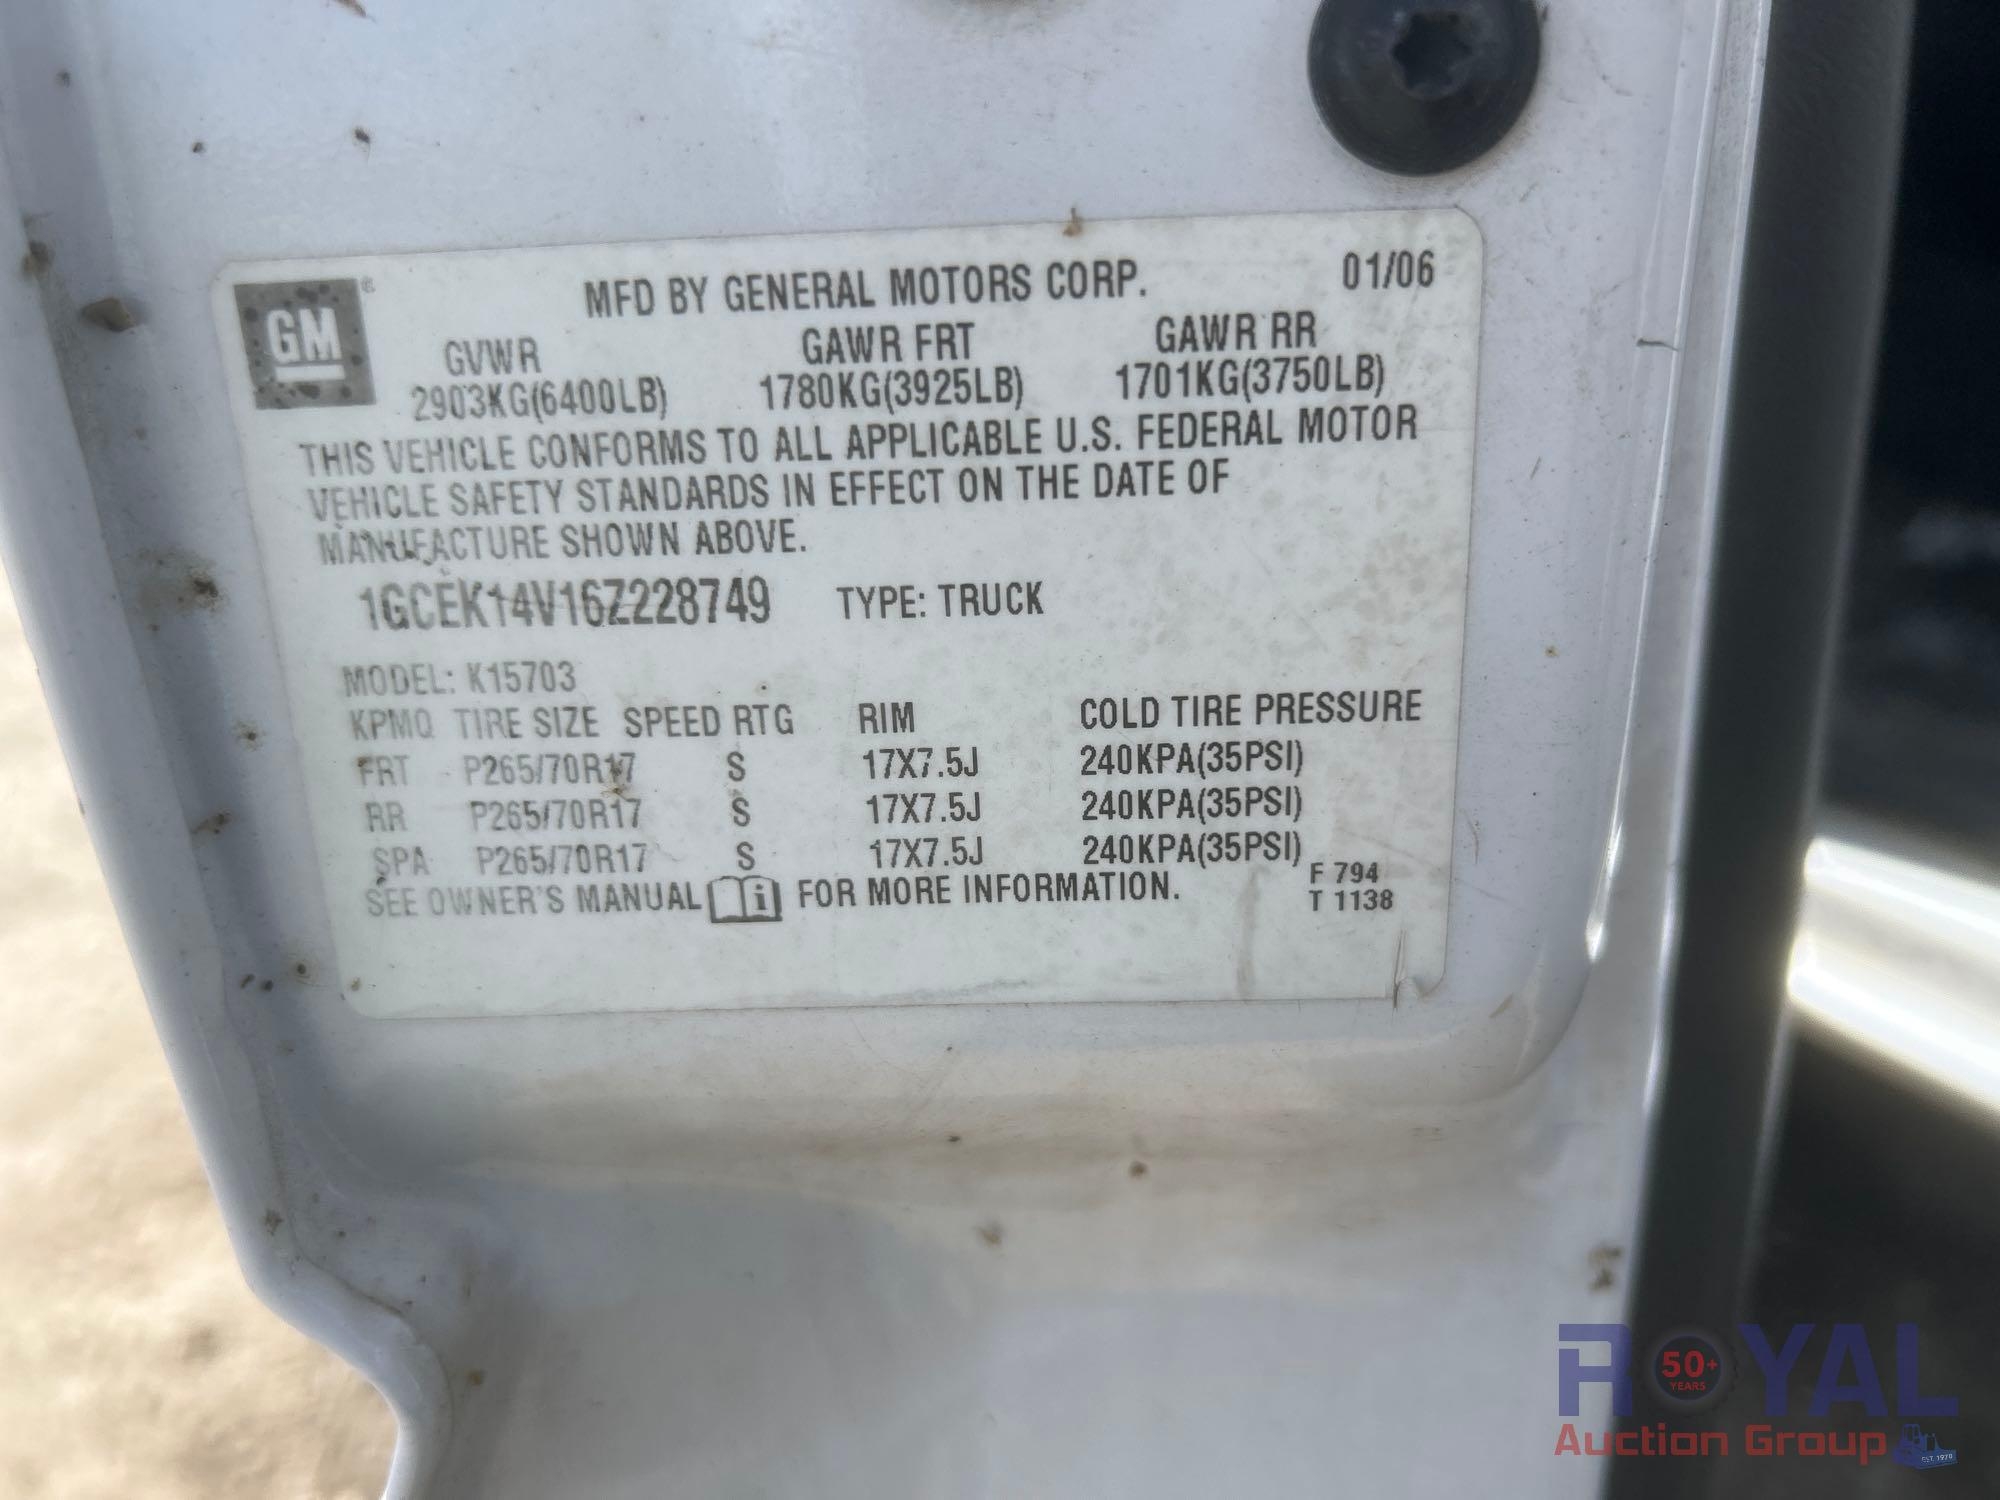 GM®
MFD BY GENERAL MOTORS CORP. 01/06
GVWR GAWR FRT GAWR RR
2903KG(6400LB) 1780KG(3925LB) 1701KG(3750LB)
THIS VEHICLE CONFORMS TO ALL APPLICABLE U.S. FEDERAL MOTOR
VEHICLE SAFETY STANDARDS IN EFFECT ON THE DATE OF
MANUFACTURE SHOWN ABOVE.
1GCEK14V16Z228749 TYPE: TRUCK
MODEL: K15703
KPMQ TIRE SIZE SPEED RTG RIM COLD TIRE PRESSURE
FRT P265/70R17 S 17X7.5J 240KPA(35PSI)
RR P265/70R17 S 17X7.5J 240KPA(35PSI)
SPA P265/70R17 S 17X7.5J 240KPA(35PSI)
SEE OWNER'S MANUAL i FOR MORE INFORMATION.
F 794
T 1138
ROYAL
50+
YEARS
Auction Group
EST. 1970